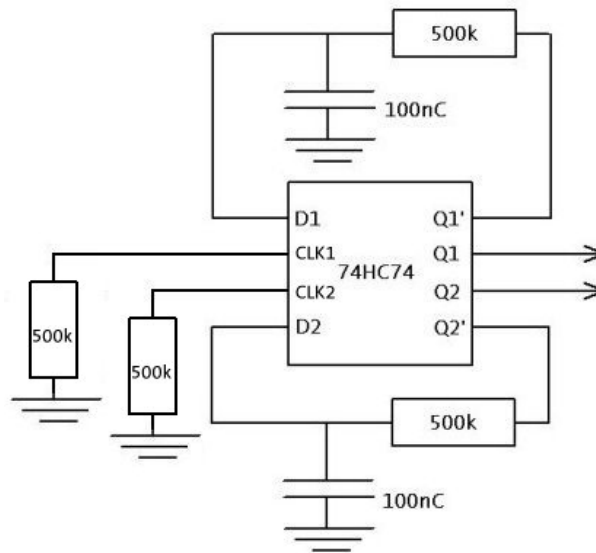 500k
100nC
D1
Q1'
CLK1
Q1
74HC74
CLK2
Q2
D2
Q2'
500k
500k
500k
100nC